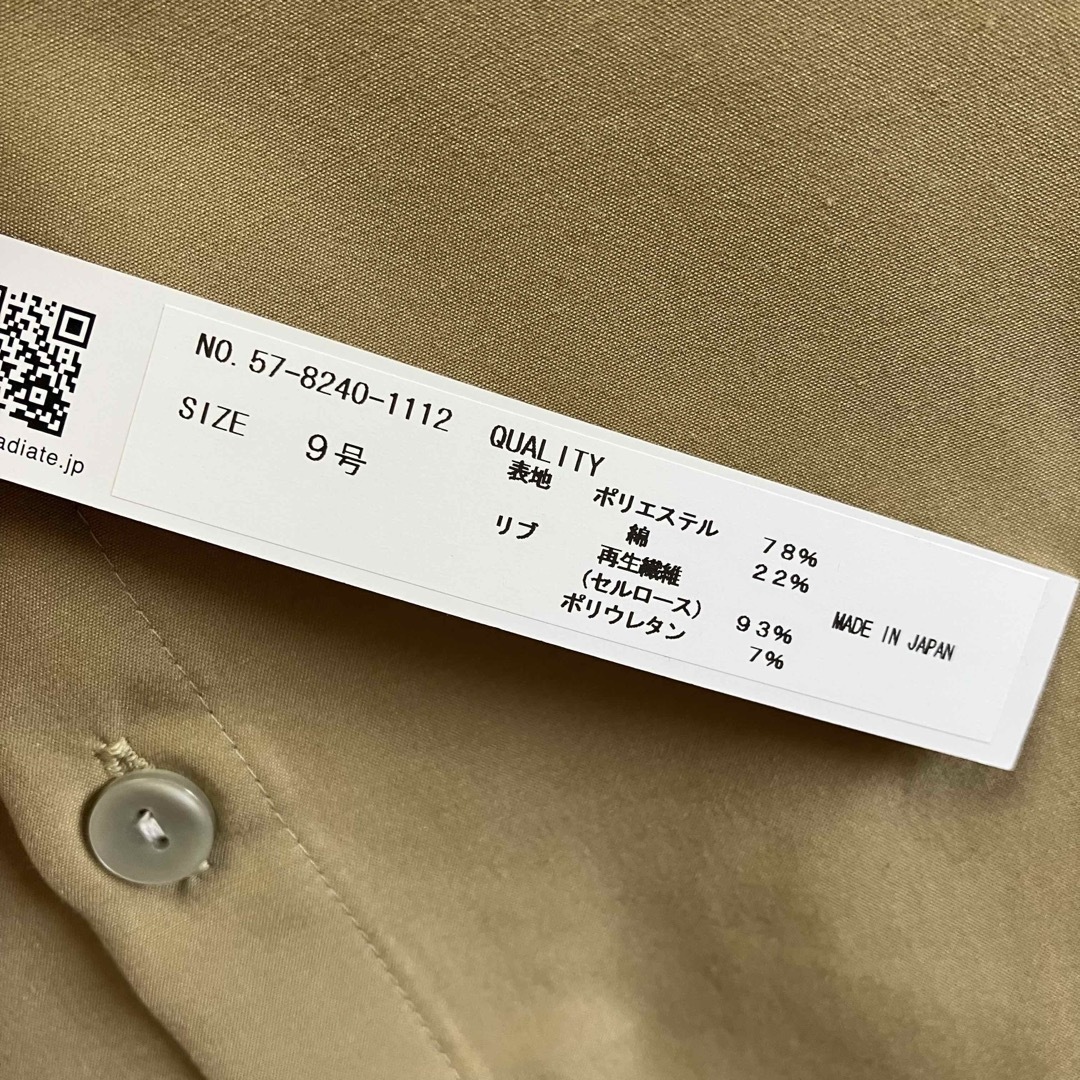 adiate.jp
NO. 57-8240-1112
SIZE 9号
QUALITY
表地 ポリエステル 78%
綿 22%
リブ 再生繊維
(セルロース) 93%
ポリウレタン 7%
MADE IN JAPAN